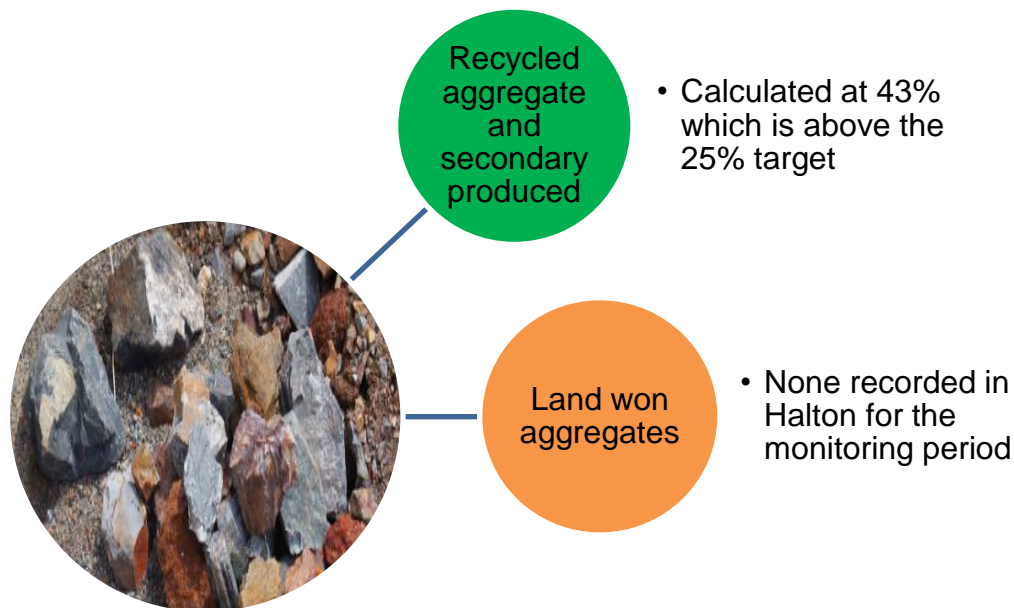 Recycled
aggregate
and
secondary
produced
• Calculated at 43%
which is above the
25% target
Land won
aggregates
• None recorded in
Halton for the
monitoring period